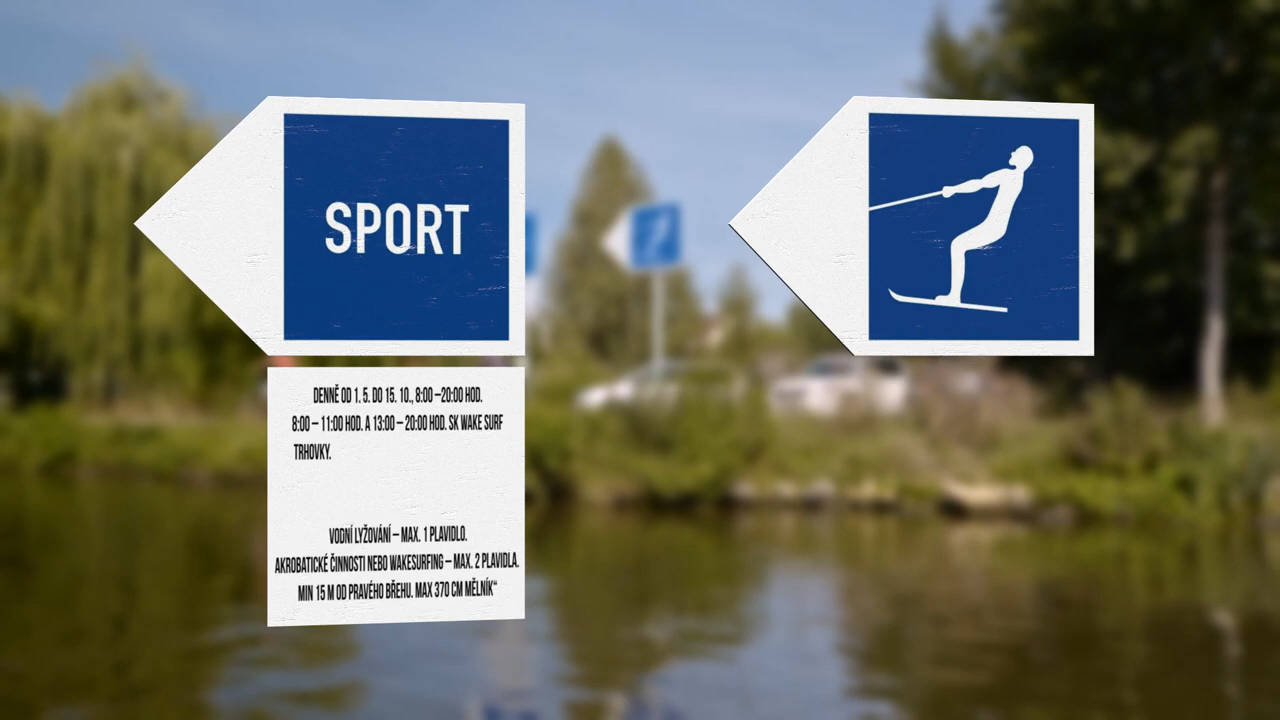 SPORT
DENNĚ OD 1. 5. DO 15. 10., 8:00 –20:00 HOD.
8:00 – 11:00 HOD. A 13:00 – 20:00 HOD. SK WAKE SURF
TRHOVKY.
VODNÍ LYŽOVÁNÍ – MAX. 1 PLAVIDLO.
AKROBATICKÉ ČINNOSTI NEBO WAKESURFING – MAX. 2 PLAVIDLA.
MIN 15 M OD PRAVÉHO BŘEHU. MAX 370 CM MĚLNÍK“